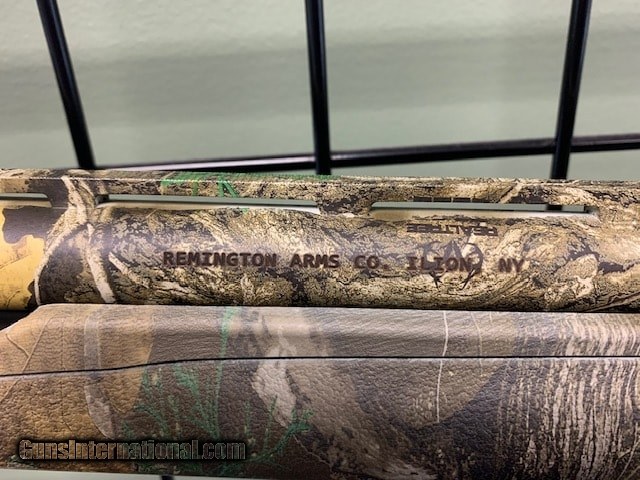 REALTREE
REMINGTON ARMS CO. ILION, NY
GunsInternational.com